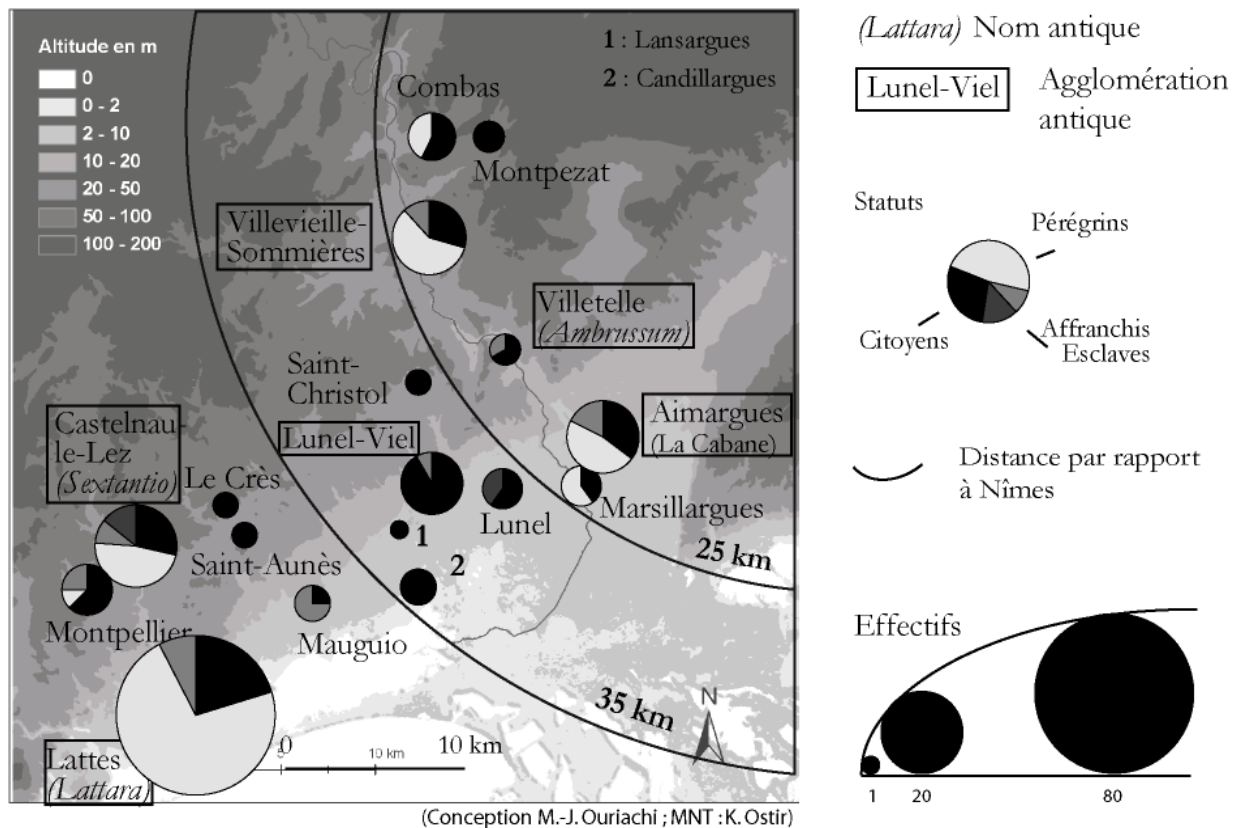 Altitude en m
0
0 - 2
2 - 10
10 - 20
20 - 50
50 - 100
100 - 200
1 : Lansargues
2 : Candillargues
Combas
Montpezat
Villevieille-
Sommières
Villetelle
(Ambrussum)
Saint-
Christol
Lunel-Viel
Aimargues
(La Cabane)
Castelnau-
le-Lez
(Sextantio)
Le Crès
Lunel
Marsillargues
1
Saint-Aunès
2
25 km
Montpellier
Mauguio
35 km
N
Lattes
(Lattara)
0
10 km
10 km
(Conception M.-J. Ouriachi ; MNT : K. Ostir)
(Lattara) Nom antique
Lunel-Viel
Agglomération
antique
Statuts
Pérégrins
Citoyens
Affranchis
Esclaves
Distance par rapport
à Nîmes
Effectifs
1
20
80